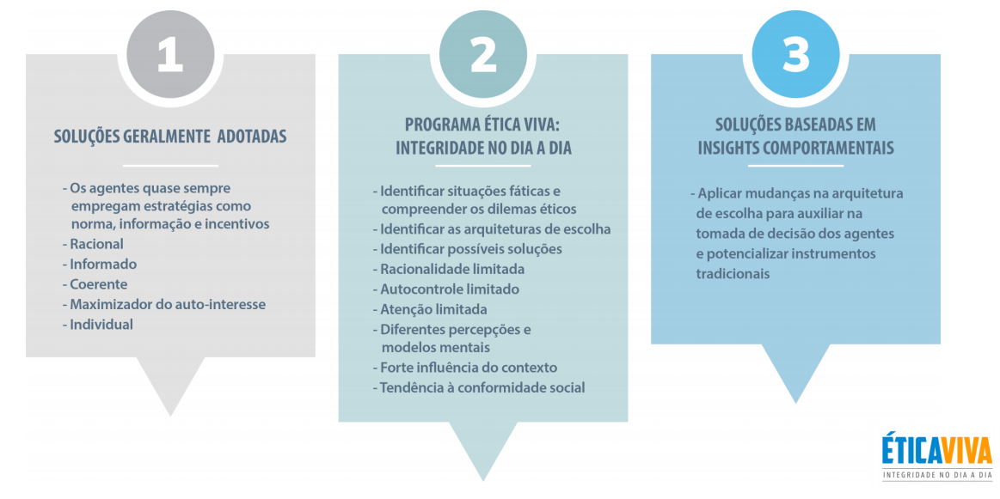 1
SOLUÇÕES GERALMENTE ADOTADAS
- Os agentes quase sempre
empregam estratégias como
norma, informação e incentivos
- Racional
- Informado
- Coerente
- Maximizador do auto-interesse
- Individual
2
PROGRAMA ÉTICA VIVA:
INTEGRIDADE NO DIA A DIA
- Identificar situações fáticas e
compreender os dilemas éticos
- Identificar as arquiteturas de escolha
- Identificar possíveis soluções
- Racionalidade limitada
- Autocontrole limitado
- Atenção limitada
- Diferentes percepções e
modelos mentais
- Forte influência do contexto
- Tendência à conformidade social
3
SOLUÇÕES BASEADAS EM
INSIGHTS COMPORTAMENTAIS
- Aplicar mudanças na arquitetura
de escolha para auxiliar na
tomada de decisão dos agentes
e potencializar instrumentos
tradicionais
ÉTICAVIVA
INTEGRIDADE NO DIA A DIA